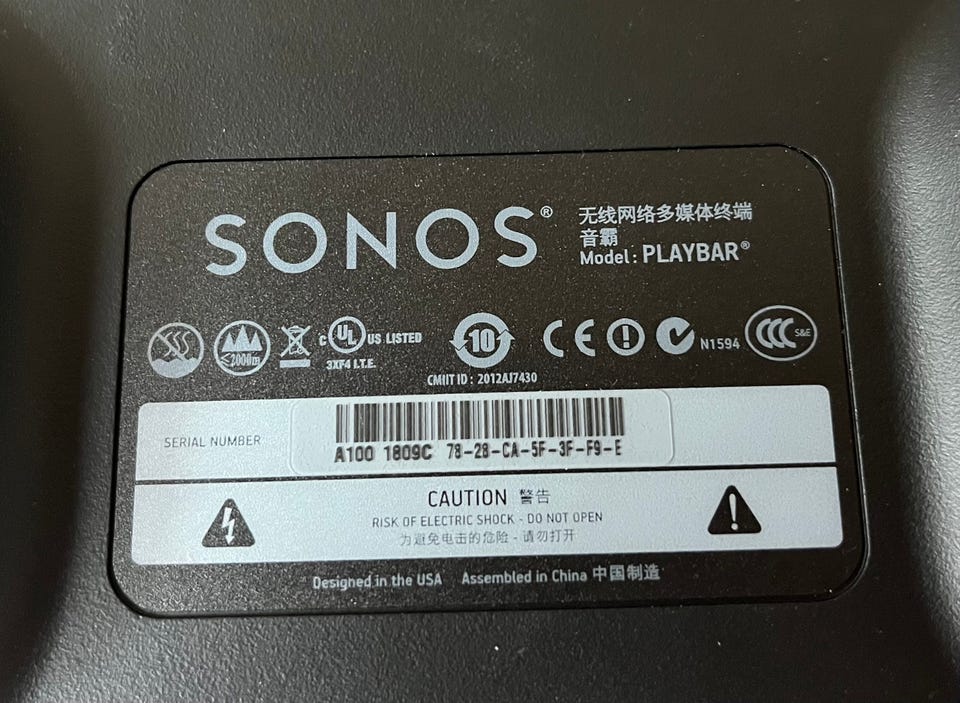 SONOS®
无线网络多媒体终端
音霸
Model: PLAYBAR®
≤2000m
C UL US LISTED
3XF4 I.T.E.
10
CMIIT ID : 2012AJ7430
CE
N1594
CCC S&E
SERIAL NUMBER
A100 1809C 78-28-CA-5F-3F-F9-E
CAUTION 警告
RISK OF ELECTRIC SHOCK - DO NOT OPEN
为避免电击的危险 - 请勿打开
Designed in the USA Assembled in China 中国制造